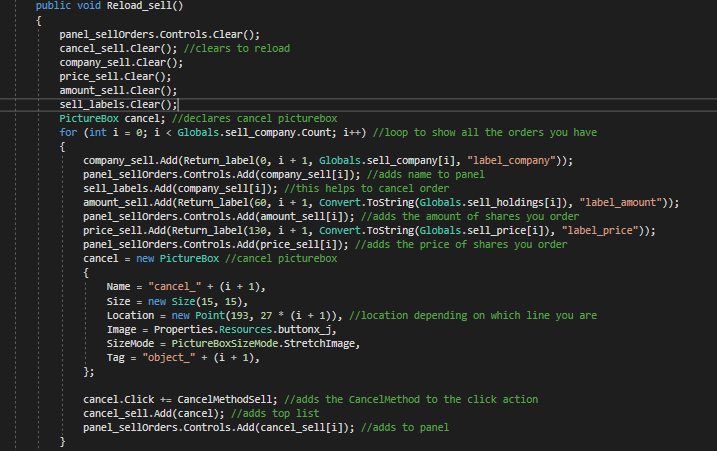 public void Reload_sell()
{
panel_sellOrders.Controls.Clear();
cancel_sell.Clear(); //clears to reload
company_sell.Clear();
price_sell.Clear();
amount_sell.Clear();
sell_labels.Clear();
PictureBox cancel; //declares cancel picturebox
for (int i = 0; i < Globals.sell_company.Count; i++) //loop to show all the orders you have
{
company_sell.Add(Return_label(0, i + 1, Globals.sell_company[i], "label_company"));
panel_sellOrders.Controls.Add(company_sell[i]); //adds name to panel
sell_labels.Add(company_sell[i]); //this helps to cancel order
amount_sell.Add(Return_label(60, i + 1, Convert.ToString(Globals.sell_holdings[i]), "label_amount"));
panel_sellOrders.Controls.Add(amount_sell[i]); //adds the amount of shares you order
price_sell.Add(Return_label(130, i + 1, Convert.ToString(Globals.sell_price[i]), "label_price"));
panel_sellOrders.Controls.Add(price_sell[i]); //adds the price of shares you order
cancel = new PictureBox //cancel picturebox
{
Name = "cancel_" + (i + 1),
Size = new Size(15, 15),
Location = new Point(193, 27 * (i + 1)), //location depending on which line you are
Image = Properties.Resources.buttonx_j,
SizeMode = PictureBoxSizeMode.StretchImage,
Tag = "object_" + (i + 1),
};
cancel.Click += CancelMethodSell; //adds the CancelMethod to the click action
cancel_sell.Add(cancel); //adds top list
panel_sellOrders.Controls.Add(cancel_sell[i]); //adds to panel
}